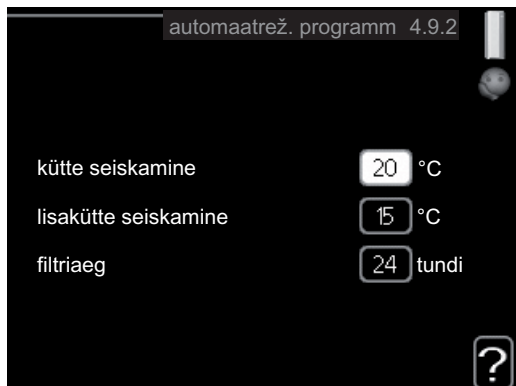 automaatrež. programm 4.9.2
kütte seiskamine 20 °C
lisakütte seiskamine 15 °C
filtriaeg 24 tundi
?